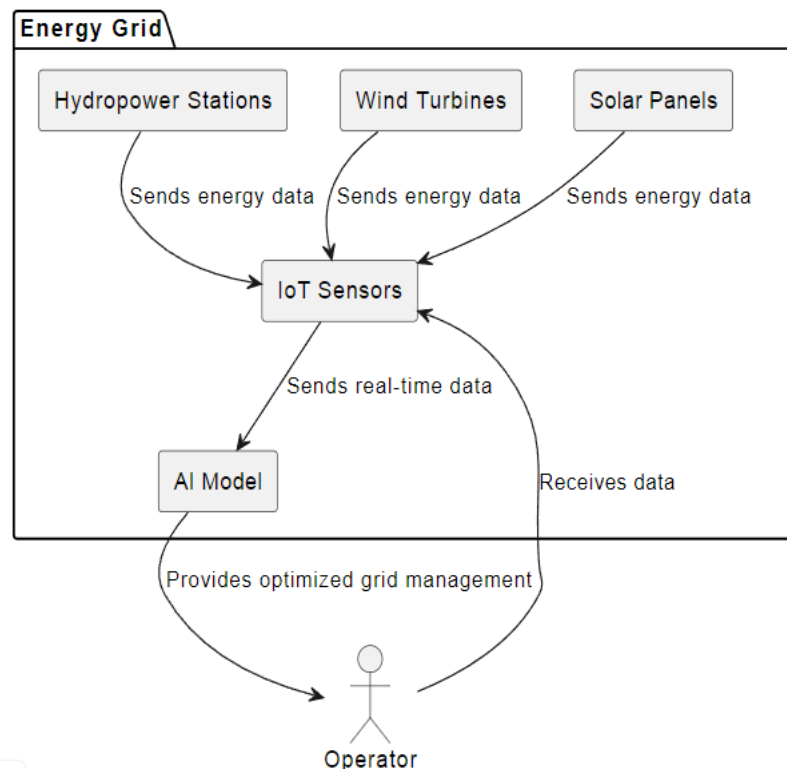 Energy Grid
Hydropower Stations
Wind Turbines
Solar Panels
Sends energy data
Sends energy data
Sends energy data
IoT Sensors
Sends real-time data
AI Model
Receives data
Provides optimized grid management
Operator